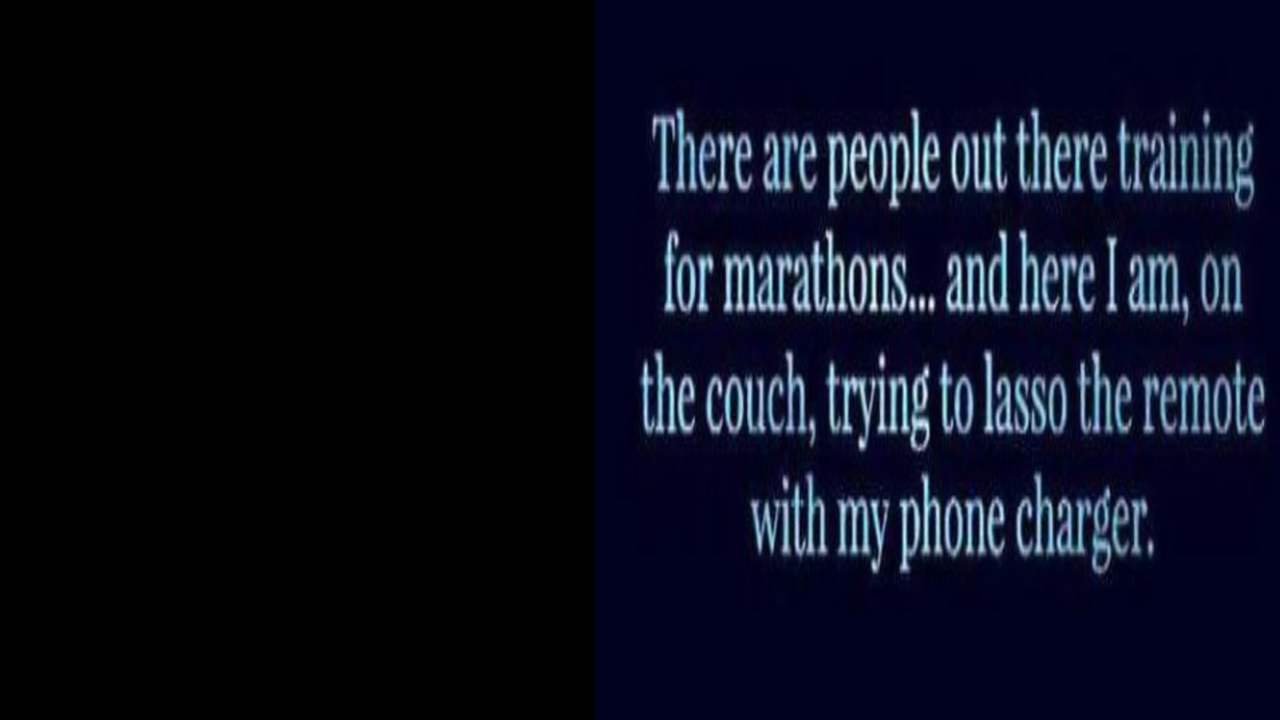 There are people out there training
for marathons... and here I am, on
the couch, trying to lasso the remote
with my phone charger.